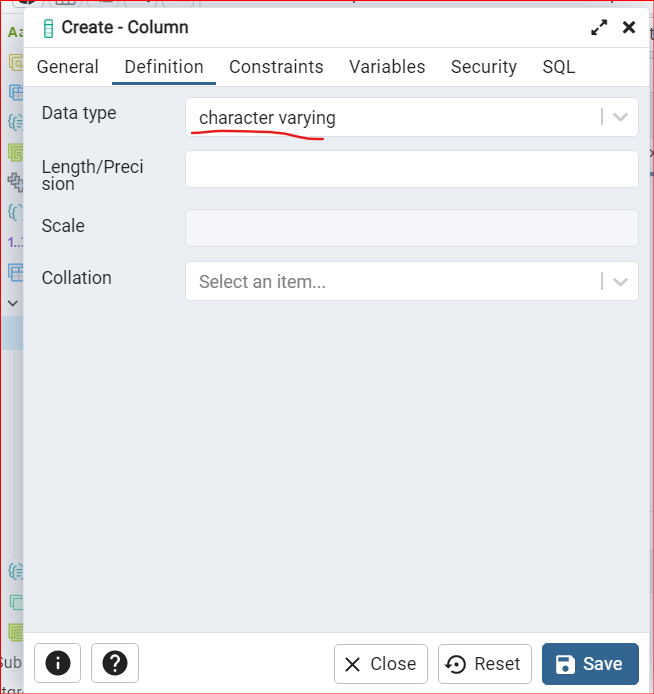 Create - Column
General Definition Constraints Variables Security SQL
Data type
character varying
Length/Preci
sion
Scale
Collation
Select an item...
Close Reset Save